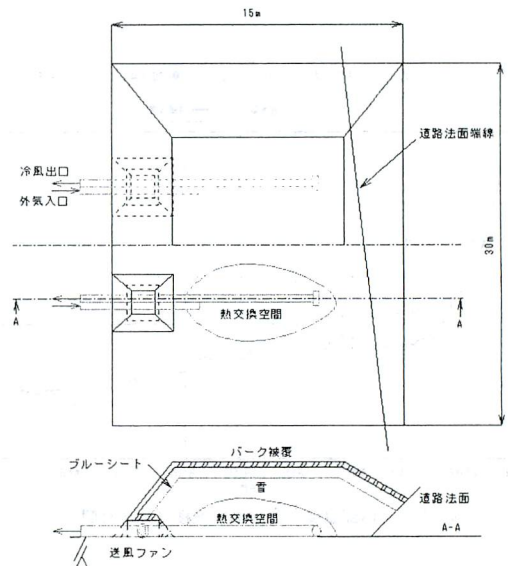 15m
道路法面端線
冷風出口
外気入口
30m
A
A
熱交換空間
バーク被覆
ブルーシート
雪
道路法面
熱交換空間
A-A
送風ファン